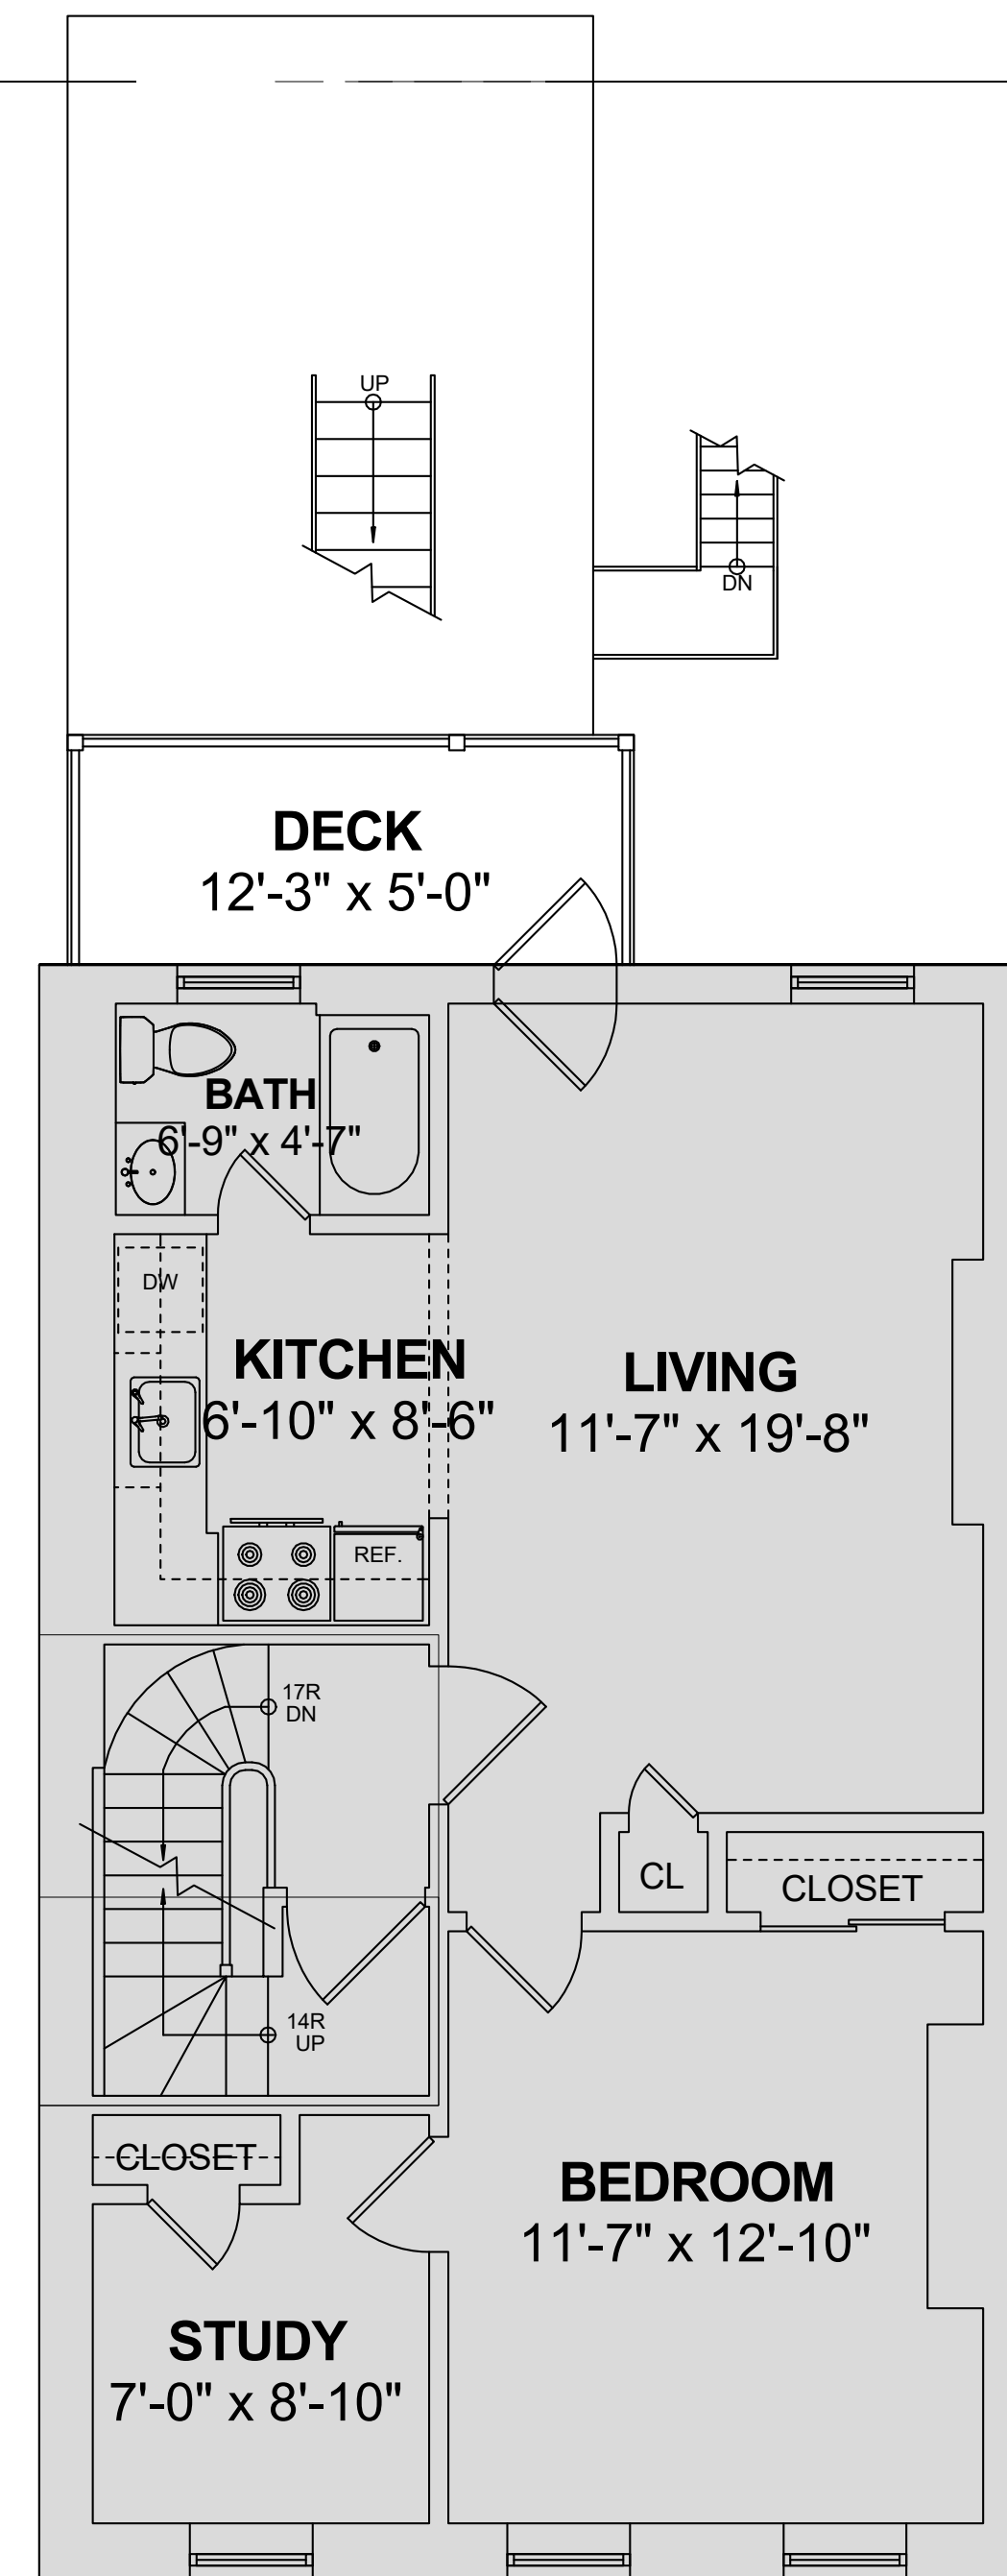 UP
DN
DECK
12'-3" x 5'-0"
BATH
6'-9" x 4'-7"
DW
KITCHEN
6'-10" x 8'-6"
LIVING
11'-7" x 19'-8"
REF.
17R
DN
CL
CLOSET
14R
UP
CLOSET
BEDROOM
11'-7" x 12'-10"
STUDY
7'-0" x 8'-10"